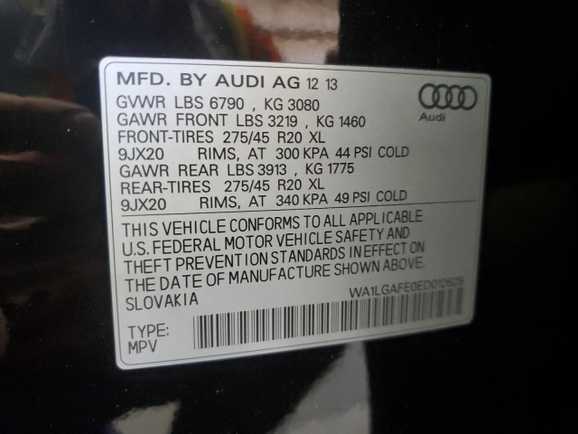 MFD. BY AUDI AG 12 13
GVWR LBS 6790 , KG 3080
GAWR FRONT LBS 3219 , KG 1460
FRONT-TIRES 275/45 R20 XL
9JX20 RIMS, AT 300 KPA 44 PSI COLD
GAWR REAR LBS 3913 , KG 1775
REAR-TIRES 275/45 R20 XL
9JX20 RIMS, AT 340 KPA 49 PSI COLD
Audi
THIS VEHICLE CONFORMS TO ALL APPLICABLE
U.S. FEDERAL MOTOR VEHICLE SAFETY AND
THEFT PREVENTION STANDARDS IN EFFECT ON
THE DATE OF MANUFACTURE SHOWN ABOVE.
SLOVAKIA
TYPE:
MPV